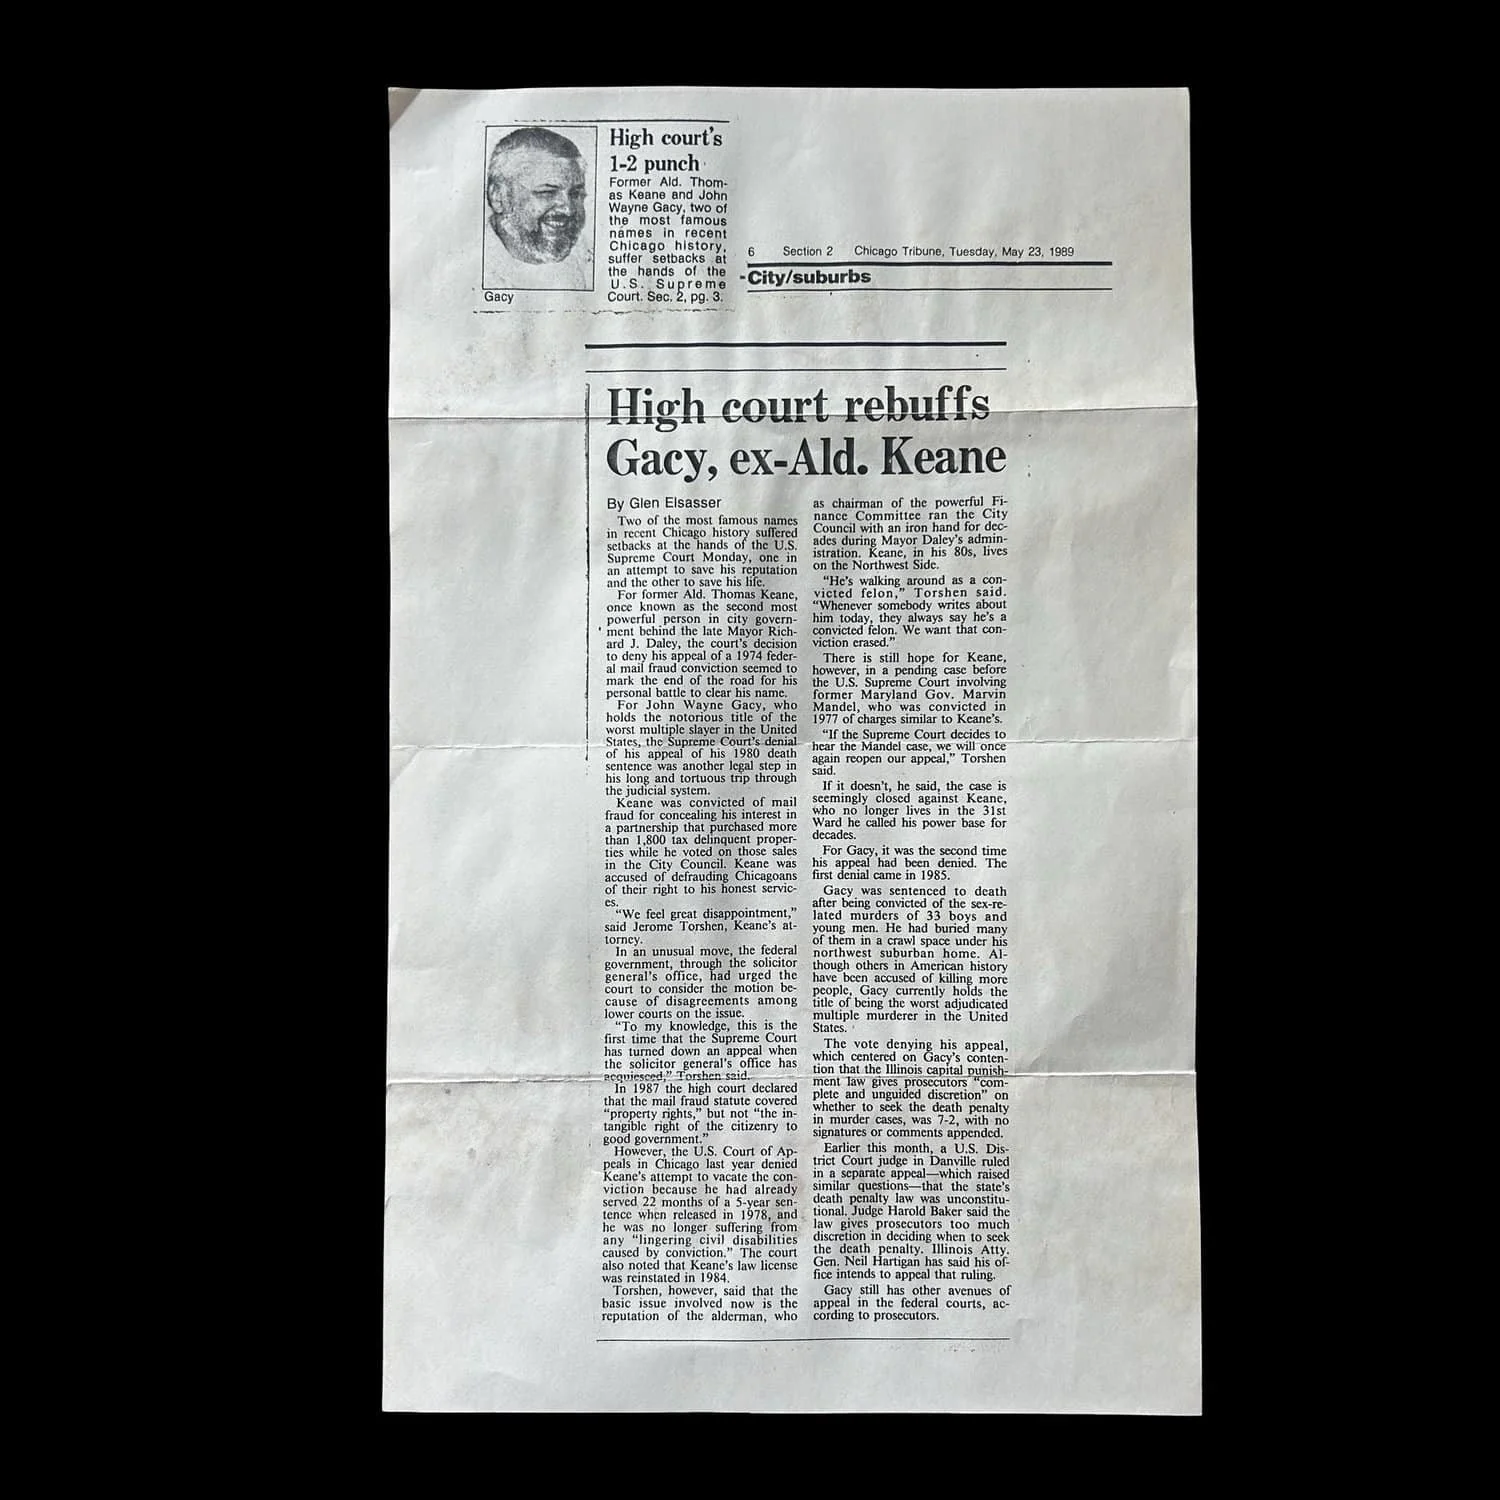 High court's
1-2 punch
Former Ald. Thom-
as Keane and John
Wayne Gacy, two of
the most famous
names in recent
Chicago history,
suffer setbacks at
the hands of the
U.S. Supreme
Court. Sec. 2, pg. 3.
Gacy
6 Section 2 Chicago Tribune, Tuesday, May 23, 1989
City/suburbs
High court rebuffs
Gacy, ex-Ald. Keane
By Glen Elsasser
Two of the most famous names
in recent Chicago history suffered
setbacks at the hands of the U.S.
Supreme Court Monday, one in
an attempt to save his reputation
and the other to save his life.
For former Ald. Thomas Keane,
once known as the second most
powerful person in city govern-
ment behind the late Mayor Rich-
ard J. Daley, the court's decision
to deny his appeal of a 1974 feder-
al mail fraud conviction seemed to
mark the end of the road for his
personal battle to clear his name.
For John Wayne Gacy, who
holds the notorious title of the
worst multiple slayer in the United
States, the Supreme Court's denial
of his appeal of his 1980 death
sentence was another legal step in
his long and tortuous trip through
the judicial system.
Keane was convicted of mail
fraud for concealing his interest in
a partnership that purchased more
than 1,800 tax delinquent proper-
ties while he voted on those sales
in the City Council. Keane was
accused of defrauding Chicagoans
of their right to his honest servic-
es.
"We feel great disappointment,"
said Jerome Torshen, Keane's at-
torney.
In an unusual move, the federal
government, through the solicitor
general's office, had urged the
court to consider the motion be-
cause of disagreements among
lower courts on the issue.
"To my knowledge, this is the
first time that the Supreme Court
has turned down an appeal when
the solicitor general's office has
acquiesced," Torshen said.
In 1987 the high court declared
that the mail fraud statute covered
"property rights," but not "the in-
tangible right of the citizenry to
good government."
However, the U.S. Court of Ap-
peals in Chicago last year denied
Keane's attempt to vacate the con-
viction because he had already
served 22 months of a 5-year sen-
tence when released in 1978, and
he was no longer suffering from
any "lingering civil disabilities
caused by conviction." The court
also noted that Keane's law license
was reinstated in 1984.
Torshen, however, said that the
basic issue involved now is the
reputation of the alderman, who
as chairman of the powerful Fi-
nance Committee ran the City
Council with an iron hand for dec-
ades during Mayor Daley's admin-
istration. Keane, in his 80s, lives
on the Northwest Side.
"He's walking around as a con-
victed felon," Torshen said.
"Whenever somebody writes about
him today, they always say he's a
convicted felon. We want that con-
viction erased."
There is still hope for Keane,
however, in a pending case before
the U.S. Supreme Court involving
former Maryland Gov. Marvin
Mandel, who was convicted in
1977 of charges similar to Keane's.
"If the Supreme Court decides to
hear the Mandel case, we will once
again reopen our appeal," Torshen
said.
If it doesn't, he said, the case is
seemingly closed against Keane,
who no longer lives in the 31st
Ward he called his power base for
decades.
For Gacy, it was the second time
his appeal had been denied. The
first denial came in 1985.
Gacy was sentenced to death
after being convicted of the sex-re-
lated murders of 33 boys and
young men. He had buried many
of them in a crawl space under his
northwest suburban home. Al-
though others in American history
have been accused of killing more
people, Gacy currently holds the
title of being the worst adjudicated
multiple murderer in the United
States.
The vote denying his appeal,
which centered on Gacy's conten-
tion that the Illinois capital punish-
ment law gives prosecutors "com-
plete and unguided discretion" on
whether to seek the death penalty
in murder cases, was 7-2, with no
signatures or comments appended.
Earlier this month, a U.S. Dis-
trict Court judge in Danville ruled
in a separate appeal—which raised
similar questions—that the state's
death penalty law was unconstitu-
tional. Judge Harold Baker said the
law gives prosecutors too much
discretion in deciding when to seek
the death penalty. Illinois Atty.
Gen. Neil Hartigan has said his of-
fice intends to appeal that ruling.
Gacy still has other avenues of
appeal in the federal courts, ac-
cording to prosecutors.